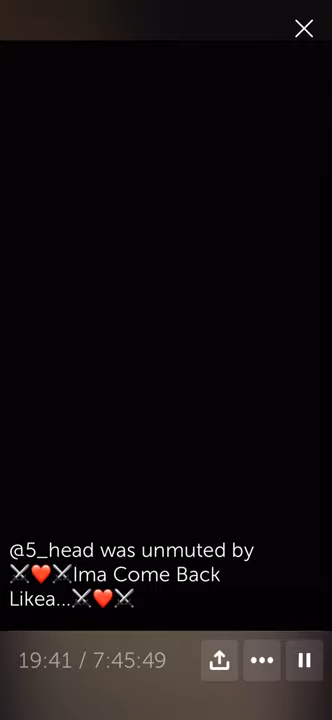 @5_head was unmuted by
⚔️❤️⚔️Ima Come Back
Likea...⚔️❤️⚔️
19:41 / 7:45:49